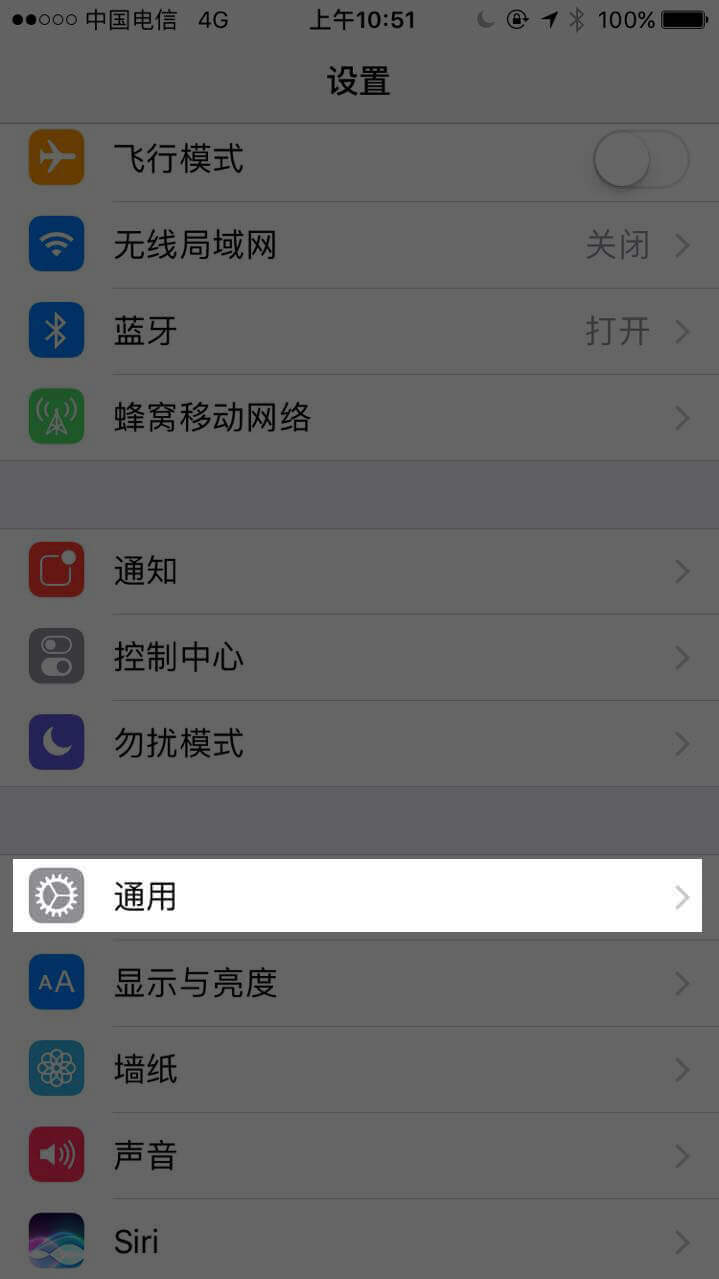 中国电信 4G 上午10:51 100%
设置
飞行模式
无线局域网 关闭
蓝牙 打开
蜂窝移动网络
通知
控制中心
勿扰模式
通用
AA 显示与亮度
墙纸
声音
Siri